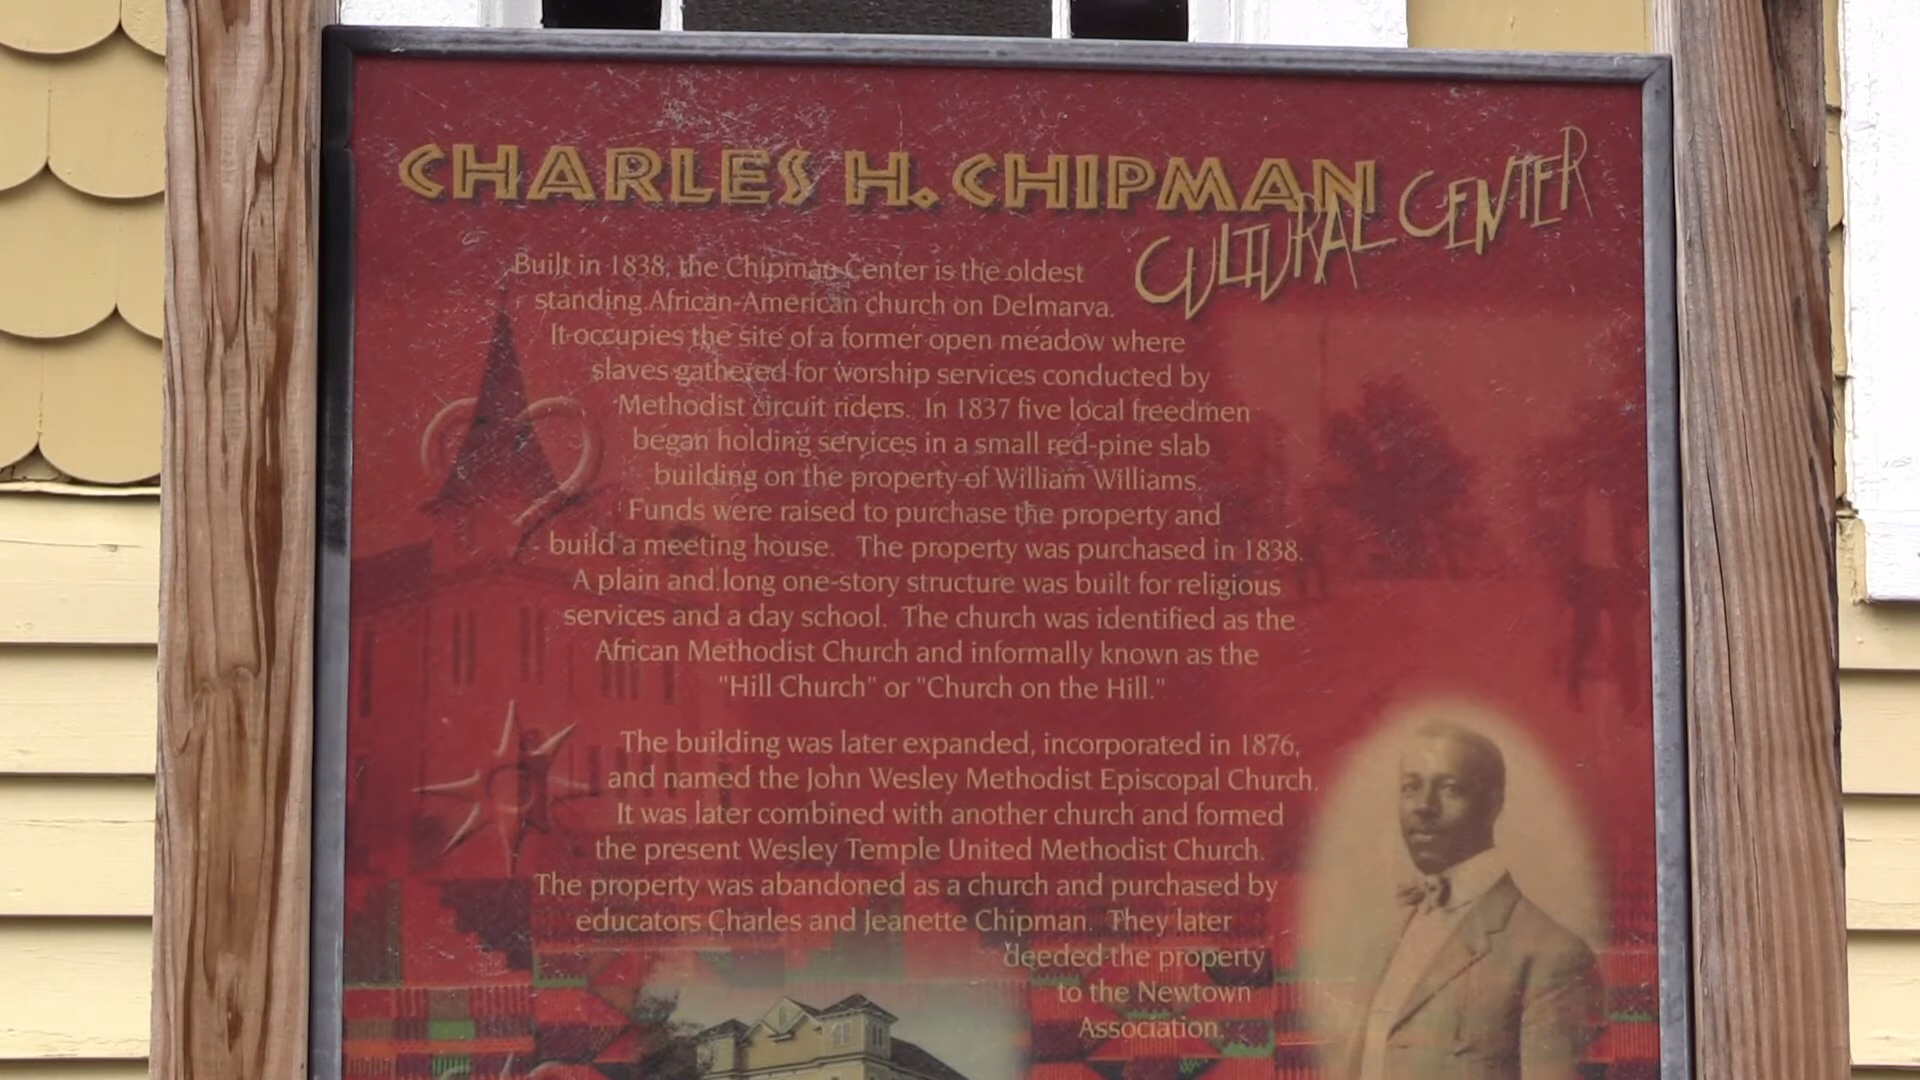 CHARLES H. CHIPMAN
CULTURAL CENTER
Built in 1838, the Chipman Center is the oldest
standing African-American church on Delmarva.
It occupies the site of a former open meadow where
slaves gathered for worship services conducted by
Methodist circuit riders. In 1837 five local freedmen
began holding services in a small red-pine slab
building on the property of William Williams.
Funds were raised to purchase the property and
build a meeting house. The property was purchased in 1838.
A plain and long one-story structure was built for religious
services and a day school. The church was identified as the
African Methodist Church and informally known as the
"Hill Church" or "Church on the Hill."
The building was later expanded, incorporated in 1876,
and named the John Wesley Methodist Episcopal Church.
It was later combined with another church and formed
the present Wesley Temple United Methodist Church.
The property was abandoned as a church and purchased by
educators Charles and Jeanette Chipman. They later
deeded the property
to the Newtown
Association.